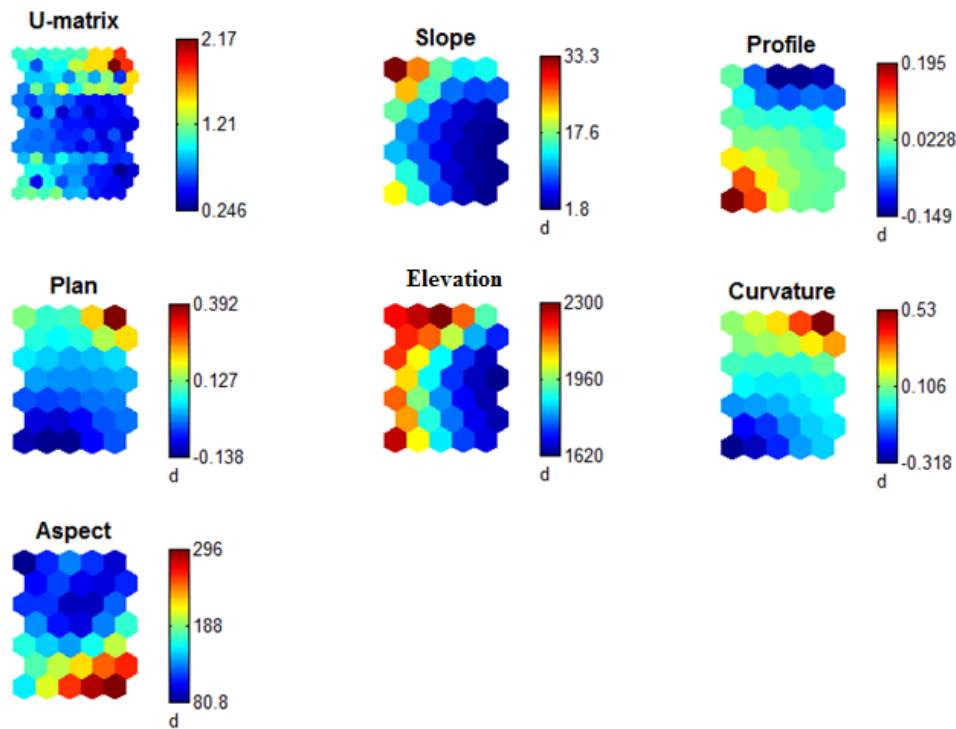 U-matrix
2.17
1.21
0.246
Slope
33.3
17.6
1.8
d
Profile
0.195
0.0228
-0.149
d
Plan
0.392
0.127
-0.138
d
Elevation
2300
1960
1620
d
Curvature
0.53
0.106
-0.318
d
Aspect
296
188
80.8
d